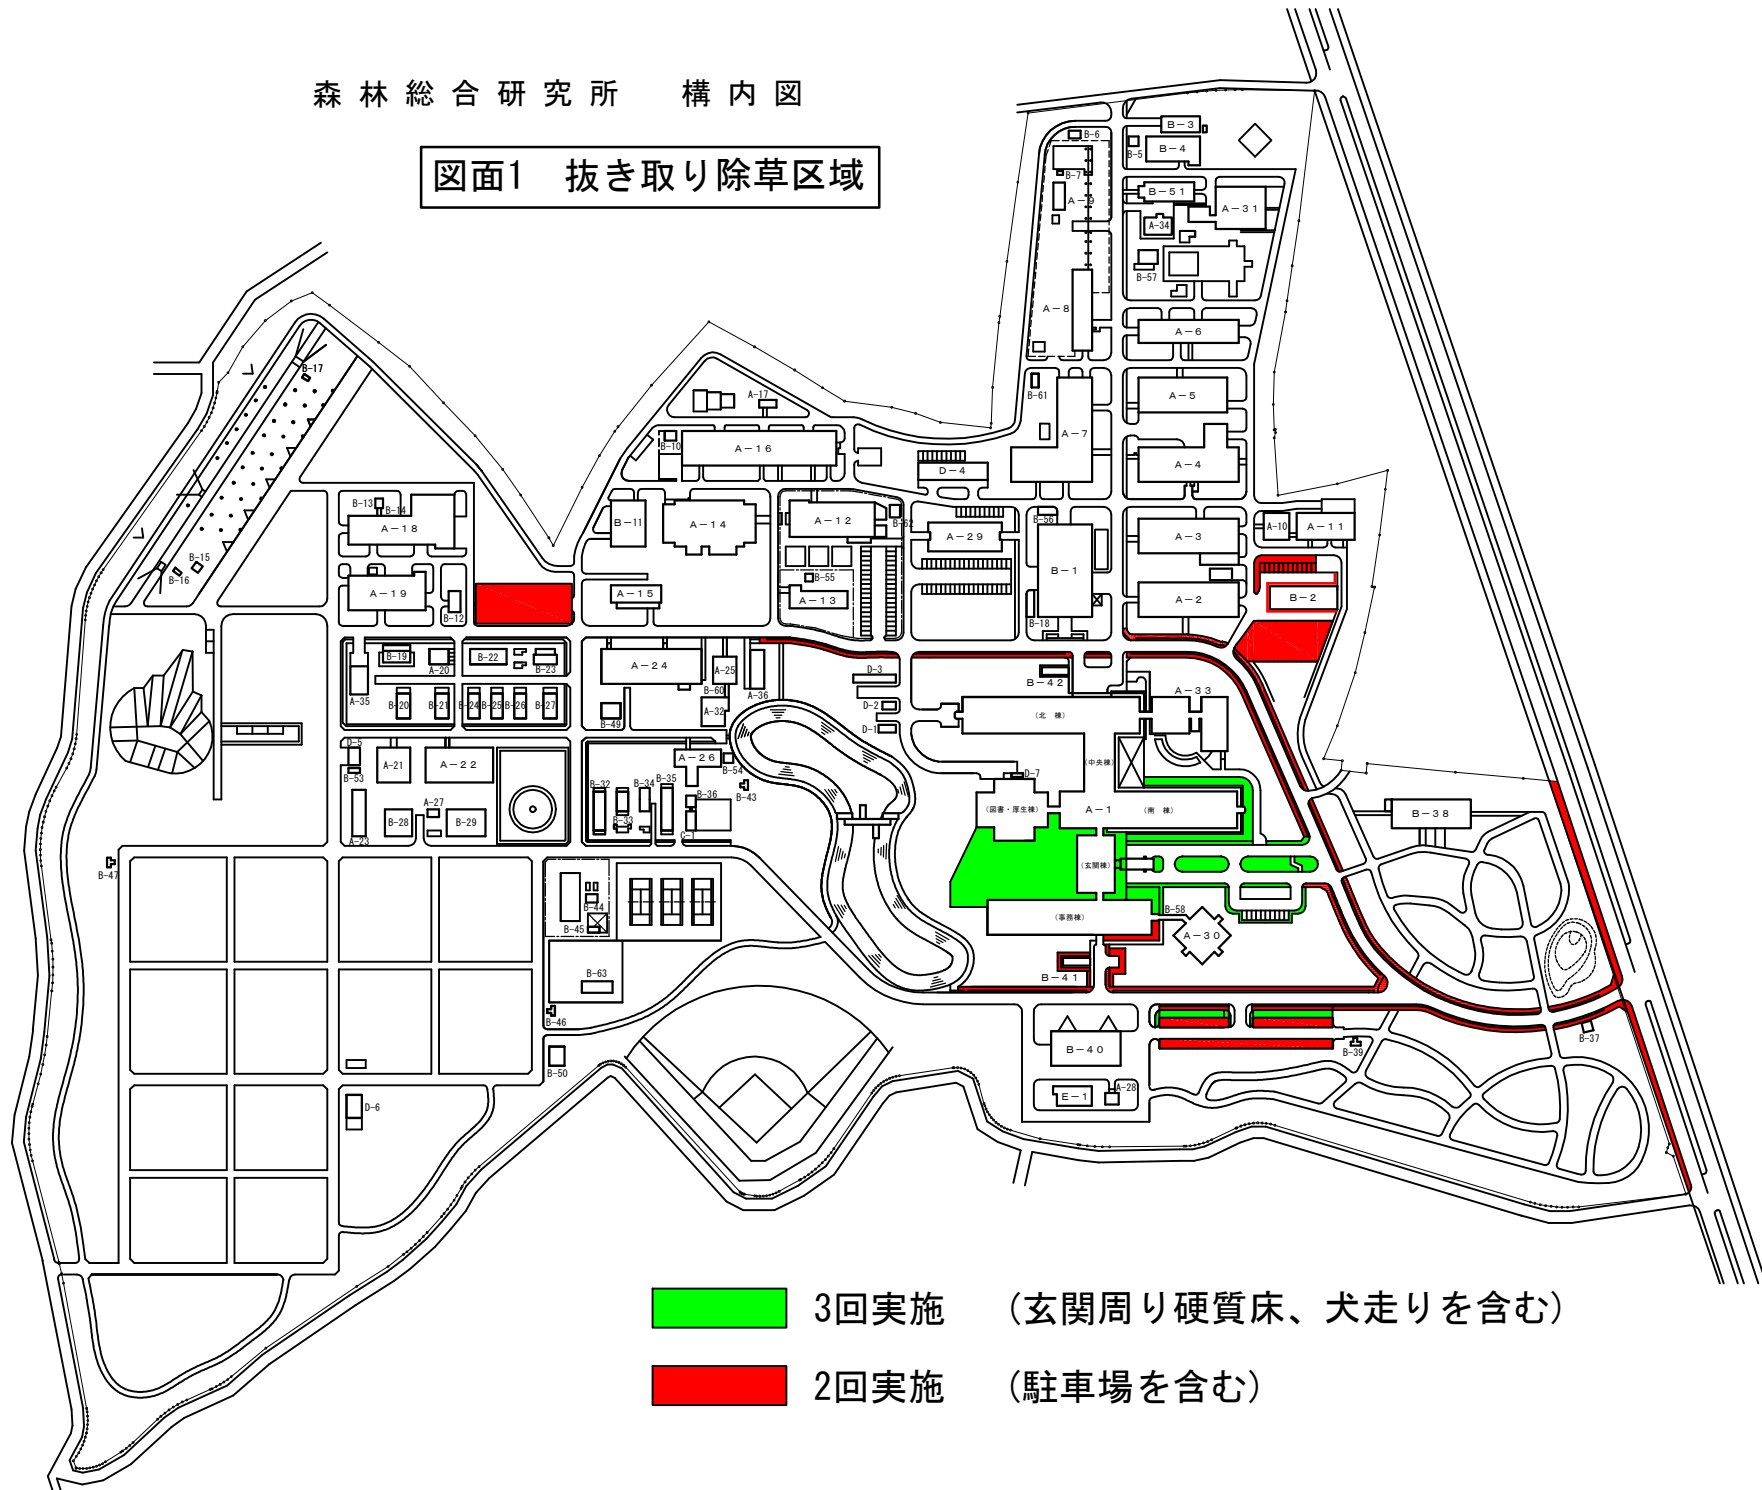 森林総合研究所 構内図
図面1 抜き取り除草区域
B-3
B-6
B-5
B-4
B-7
A-9
B-51
A-31
A-34
B-57
A-8
A-6
B-17
B-61
A-5
A-17
A-7
B-10
A-16
A-4
D-4
B-13
B-14
A-18
B-11
A-14
A-12
B-62
B-56
A-29
A-3
A-10
A-11
B-15
B-16
B-55
B-1
A-19
B-12
A-15
A-13
A-2
B-2
B-18
B-19
A-20
B-22
B-23
A-24
A-25
D-3
B-42
A-33
A-35
B-60
A-36
B-20
B-21
B-24
B-25
B-26
B-27
B-49
A-32
D-2
D-1
(北 棟)
D-5
B-53
A-21
A-22
A-26
B-54
(中央棟)
D-7
B-32
B-34
B-35
B-43
B-36
A-27
A-23
B-28
B-29
B-33
C-1
(図書・厚生棟)
A-1
(南 棟)
B-38
B-47
(玄関棟)
B-44
B-45
(事務棟)
B-58
A-30
B-63
B-41
B-46
B-50
B-40
B-39
B-37
D-6
E-1
A-28
3回実施 (玄関周り硬質床、犬走りを含む)
2回実施 (駐車場を含む)